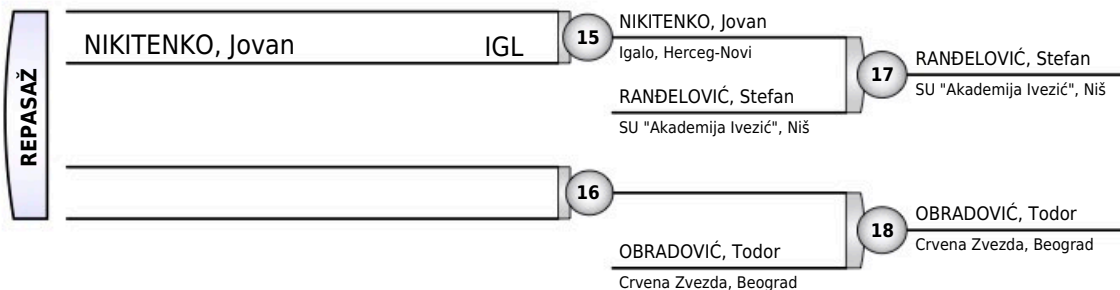 REPASAŽ
NIKITENKO, Jovan IGL
15
NIKITENKO, Jovan
Igalo, Herceg-Novi
RANĐELOVIĆ, Stefan
SU "Akademija Ivezić", Niš
17
RANĐELOVIĆ, Stefan
SU "Akademija Ivezić", Niš
16
OBRADOVIĆ, Todor
Crvena Zvezda, Beograd
18
OBRADOVIĆ, Todor
Crvena Zvezda, Beograd